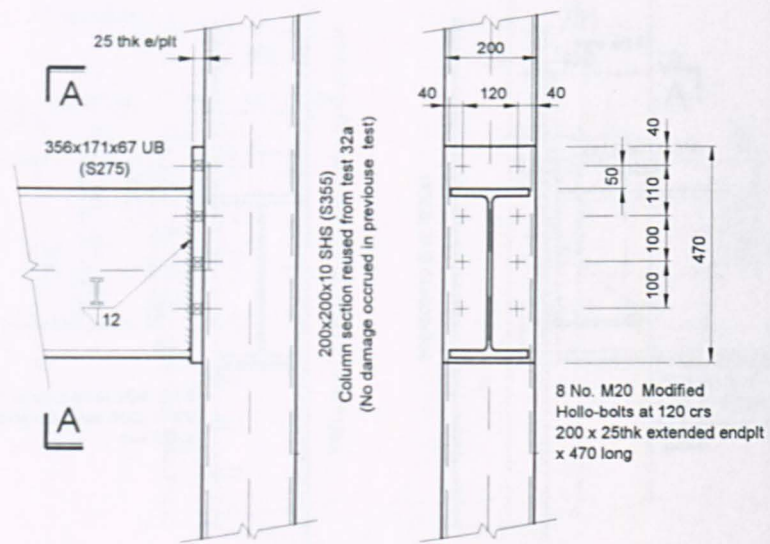 25 thk e/plt
A
356x171x67 UB
(S275)
12
A
200x200x10 SHS (S355)
Column section reused from test 32a
(No damage occrued in previouse test)
200
40
120
40
40
50
110
100
100
470
8 No. M20 Modified
Hollo-bolts at 120 crs
200 x 25thk extended endplt
x 470 long